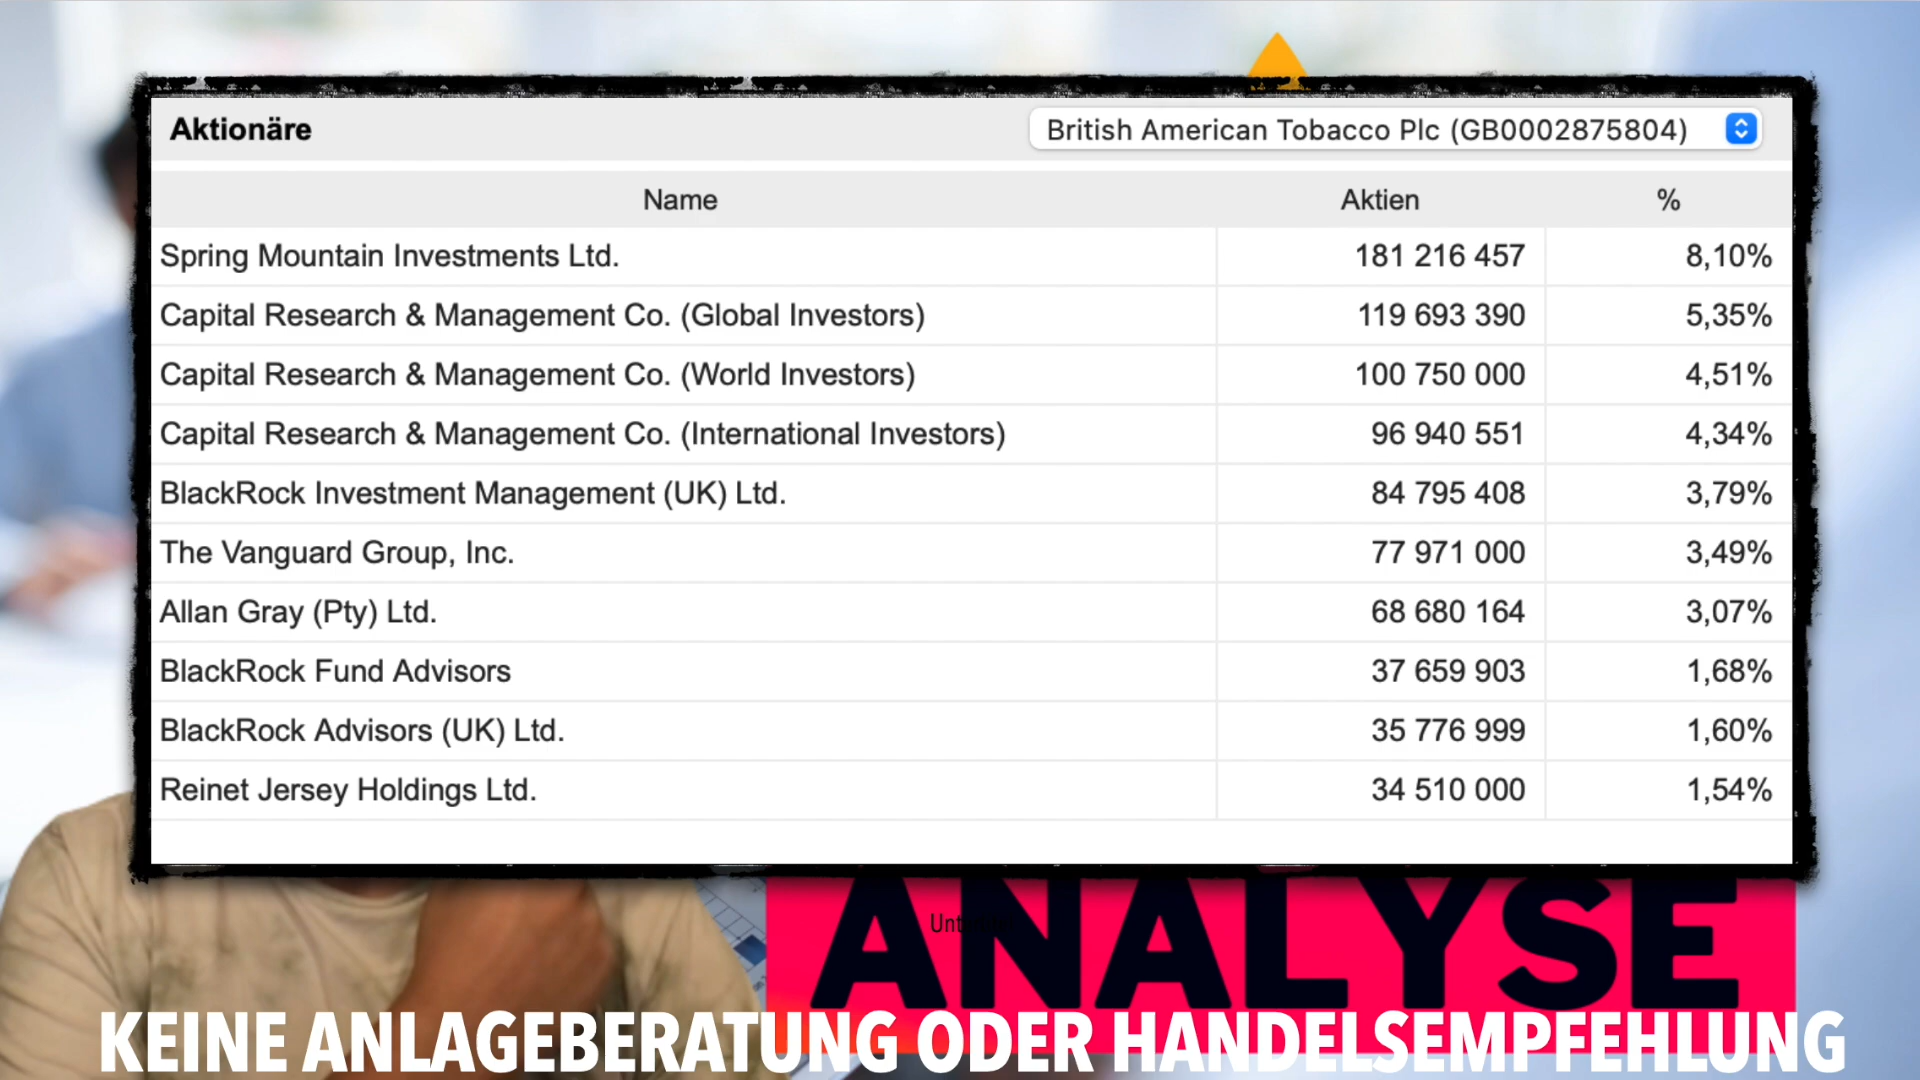 Aktionäre British American Tobacco Plc (GB0002875804)
Name Aktien %
Spring Mountain Investments Ltd. 181 216 457 8,10%
Capital Research & Management Co. (Global Investors) 119 693 390 5,35%
Capital Research & Management Co. (World Investors) 100 750 000 4,51%
Capital Research & Management Co. (International Investors) 96 940 551 4,34%
BlackRock Investment Management (UK) Ltd. 84 795 408 3,79%
The Vanguard Group, Inc. 77 971 000 3,49%
Allan Gray (Pty) Ltd. 68 680 164 3,07%
BlackRock Fund Advisors 37 659 903 1,68%
BlackRock Advisors (UK) Ltd. 35 776 999 1,60%
Reinet Jersey Holdings Ltd. 34 510 000 1,54%
ANALYSE
KEINE ANLAGEBERATUNG ODER HANDELSEMPFEHLUNG